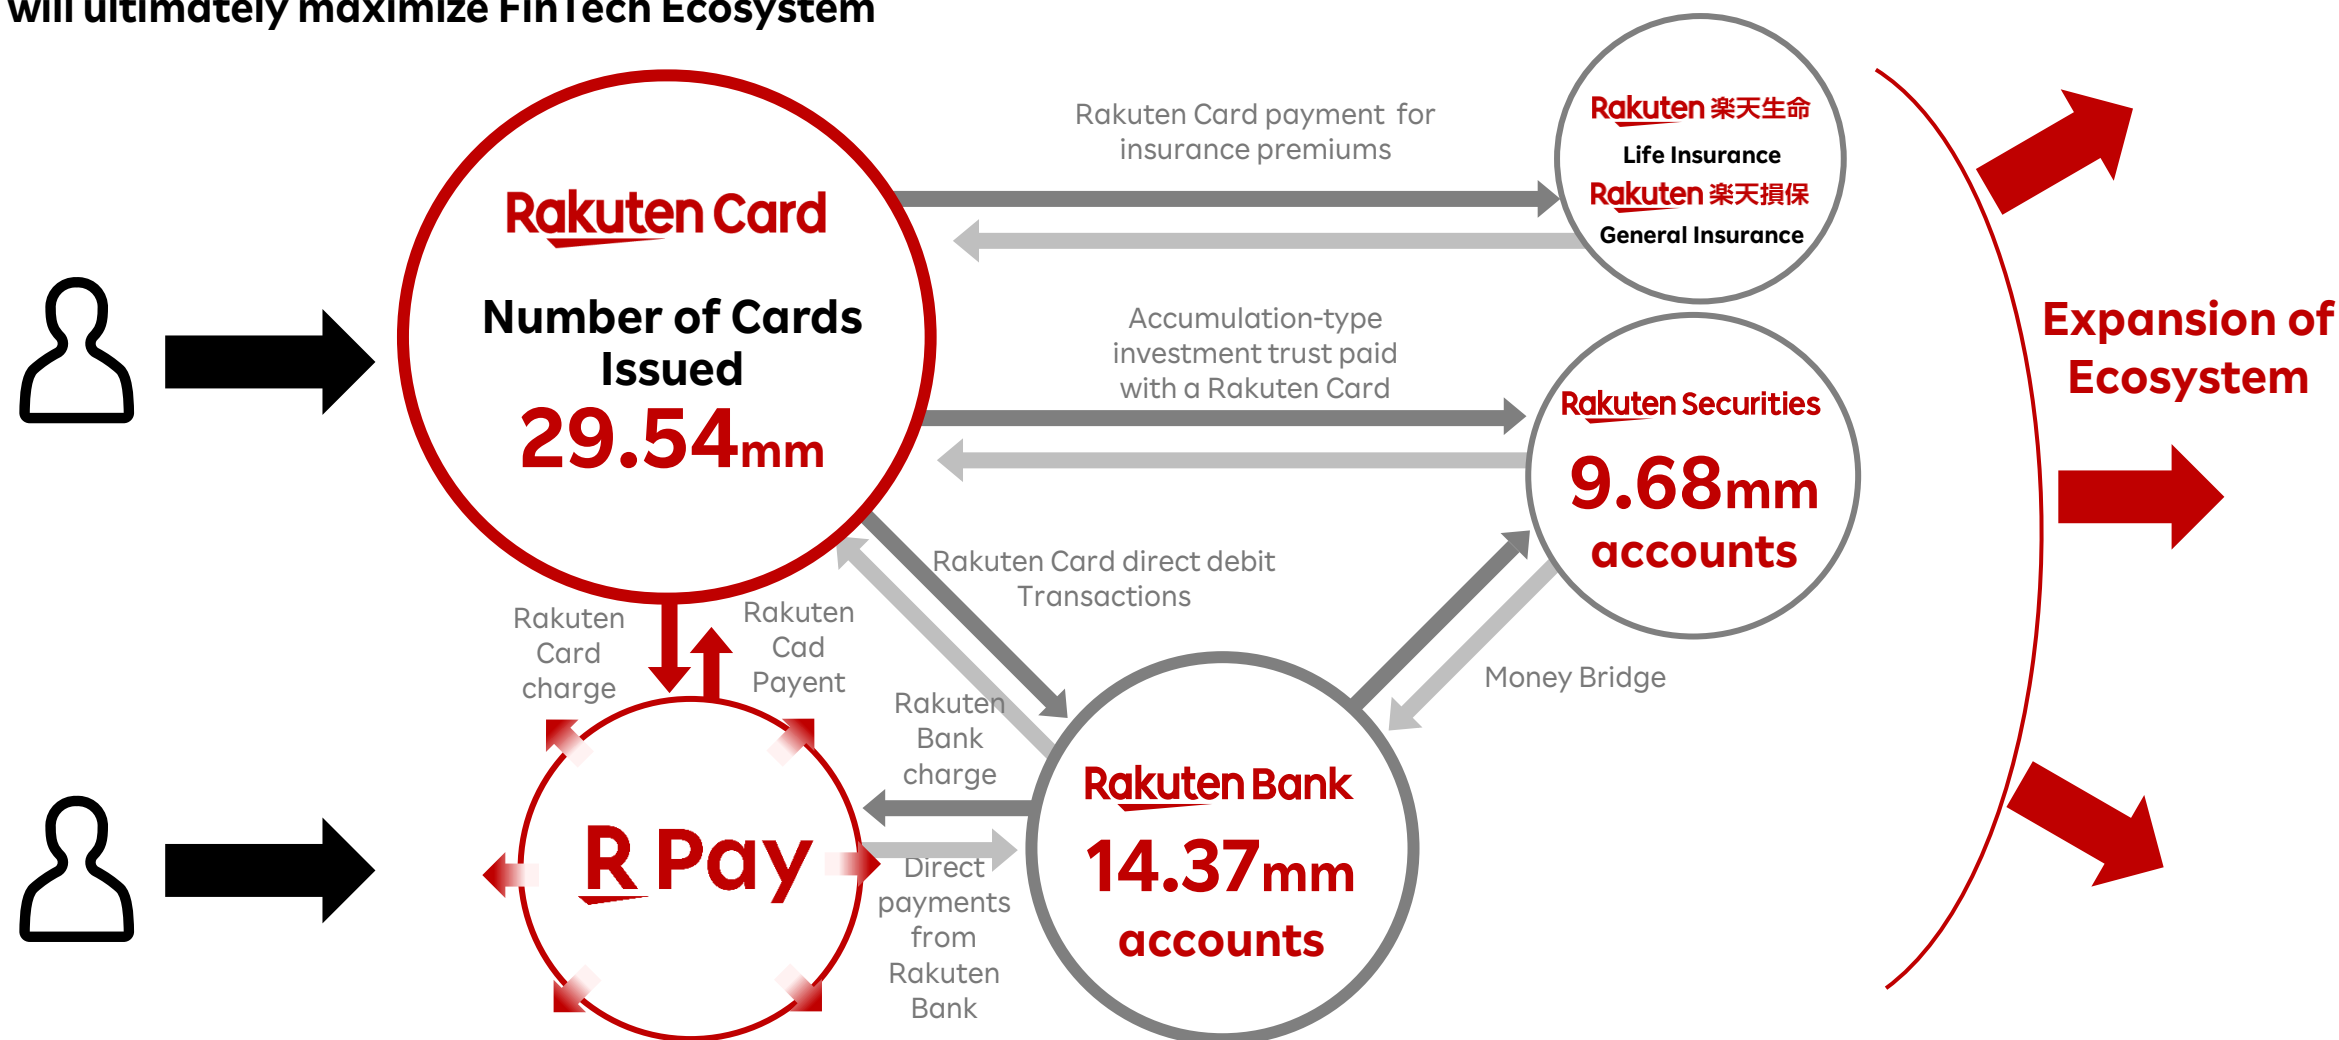 will ultimately maximize FinTech Ecosystem
Rakuten Card
Number of Cards
Issued
29.54mm
Rakuten Card payment for
insurance premiums
Rakuten 楽天生命
Life Insurance
Rakuten 楽天損保
General Insurance
Accumulation-type
investment trust paid
with a Rakuten Card
Rakuten Securities
9.68mm
accounts
Expansion of
Ecosystem
Rakuten Card direct debit
Transactions
Rakuten
Card
charge
Rakuten
Cad
Payent
Money Bridge
Rakuten
Bank
charge
R Pay
Direct
payments
from
Rakuten
Bank
Rakuten Bank
14.37mm
accounts